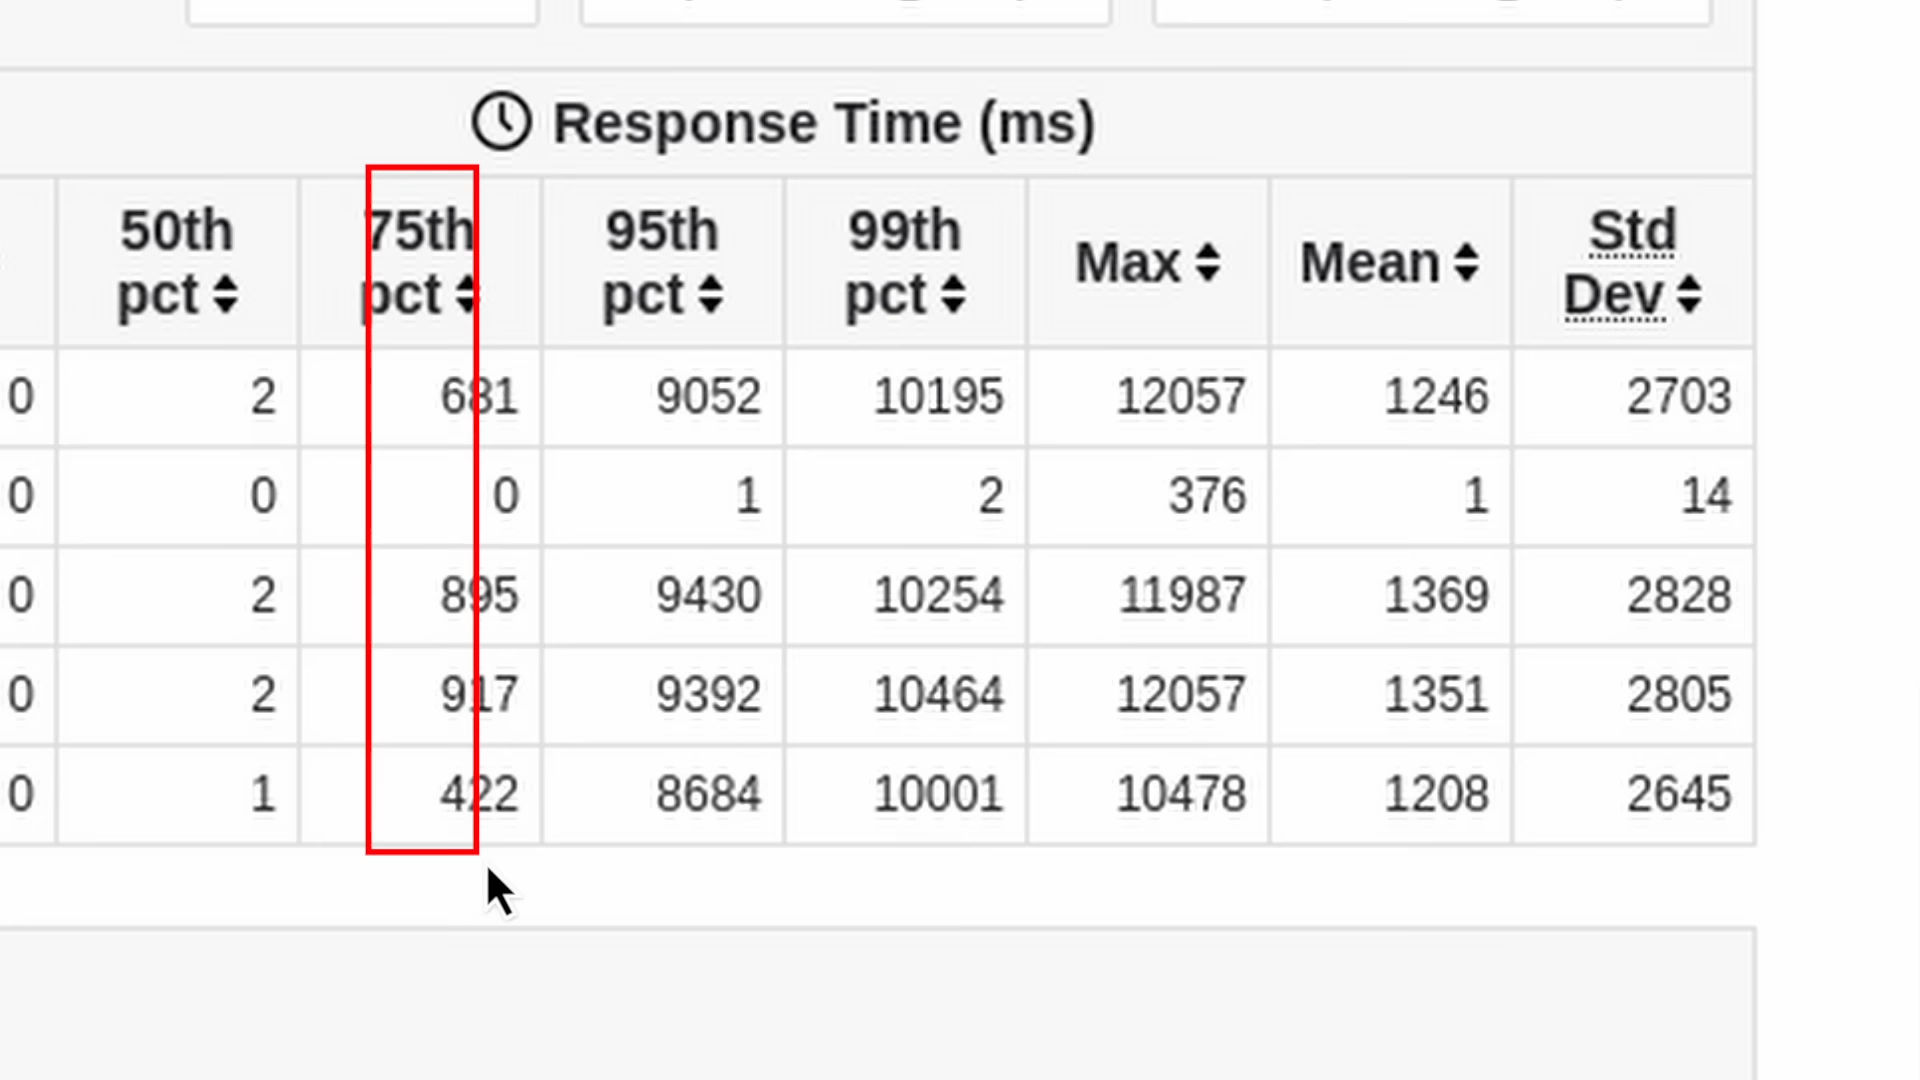 Response Time (ms)
50th pct 75th pct 95th pct 99th pct Max Mean Std Dev
0 2 681 9052 10195 12057 1246 2703
0 0 0 1 2 376 1 14
0 2 895 9430 10254 11987 1369 2828
0 2 917 9392 10464 12057 1351 2805
0 1 422 8684 10001 10478 1208 2645